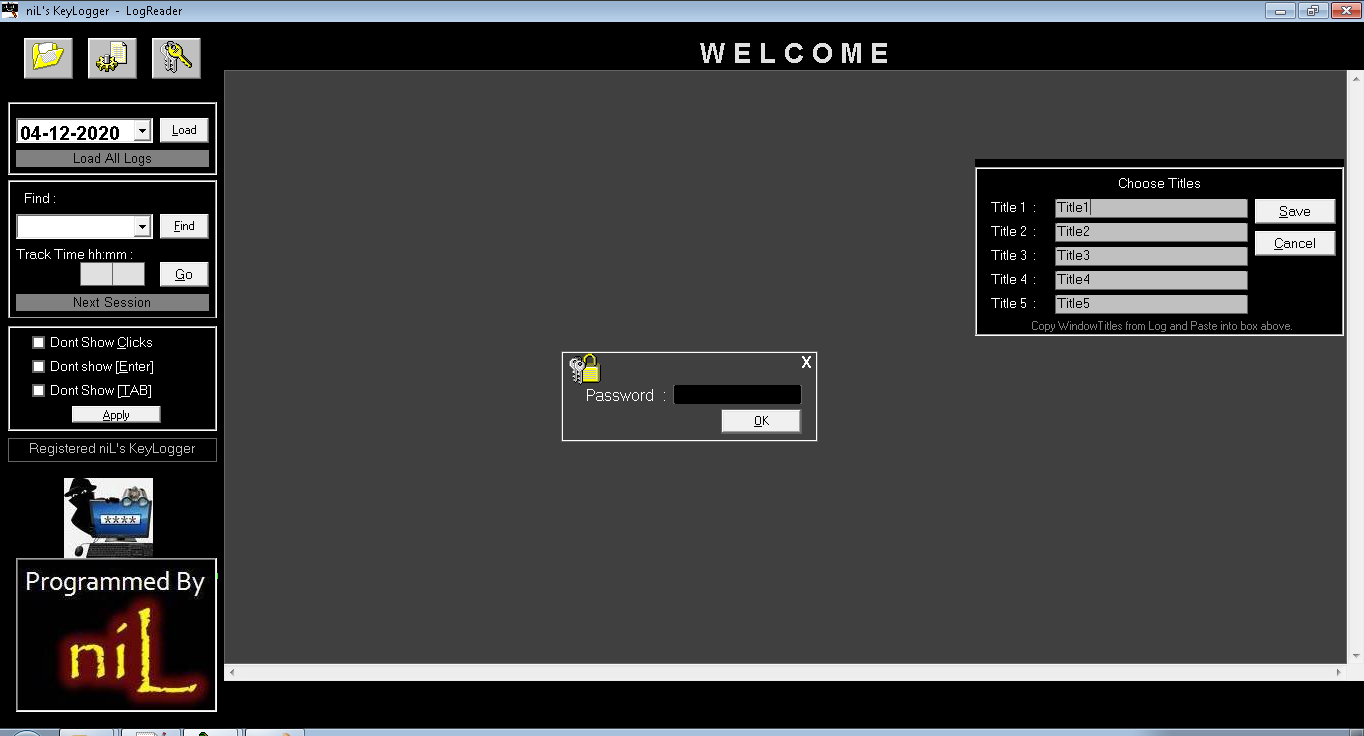 niL's KeyLogger - LogReader
WELCOME
04-12-2020
Load
Load All Logs
Find :
Find
Track Time hh:mm :
Go
Next Session
Dont Show Clicks
Dont show [Enter]
Dont Show [TAB]
Apply
Registered niL's KeyLogger
****
Programmed By
niL
Choose Titles
Title 1 : Title1
Save
Title 2 : Title2
Cancel
Title 3 : Title3
Title 4 : Title4
Title 5 : Title5
Copy WindowTitles from Log and Paste into box above.
X
Password :
OK